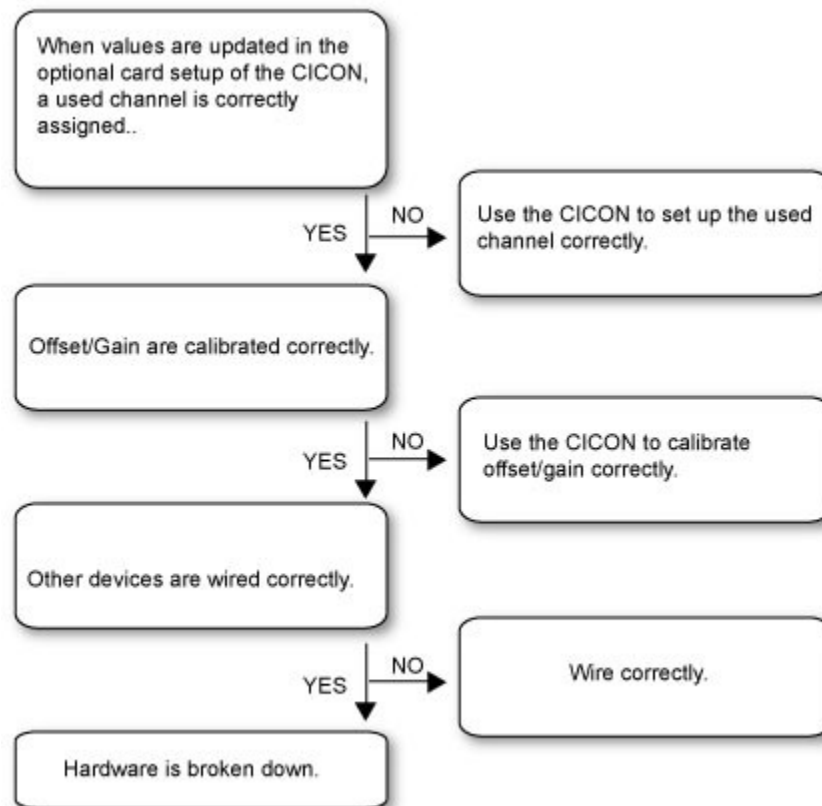 When values are updated in the
optional card setup of the CICON,
a used channel is correctly
assigned..
YES
NO
Use the CICON to set up the used
channel correctly.
Offset/Gain are calibrated correctly.
YES
NO
Use the CICON to calibrate
offset/gain correctly.
Other devices are wired correctly.
YES
NO
Wire correctly.
Hardware is broken down.